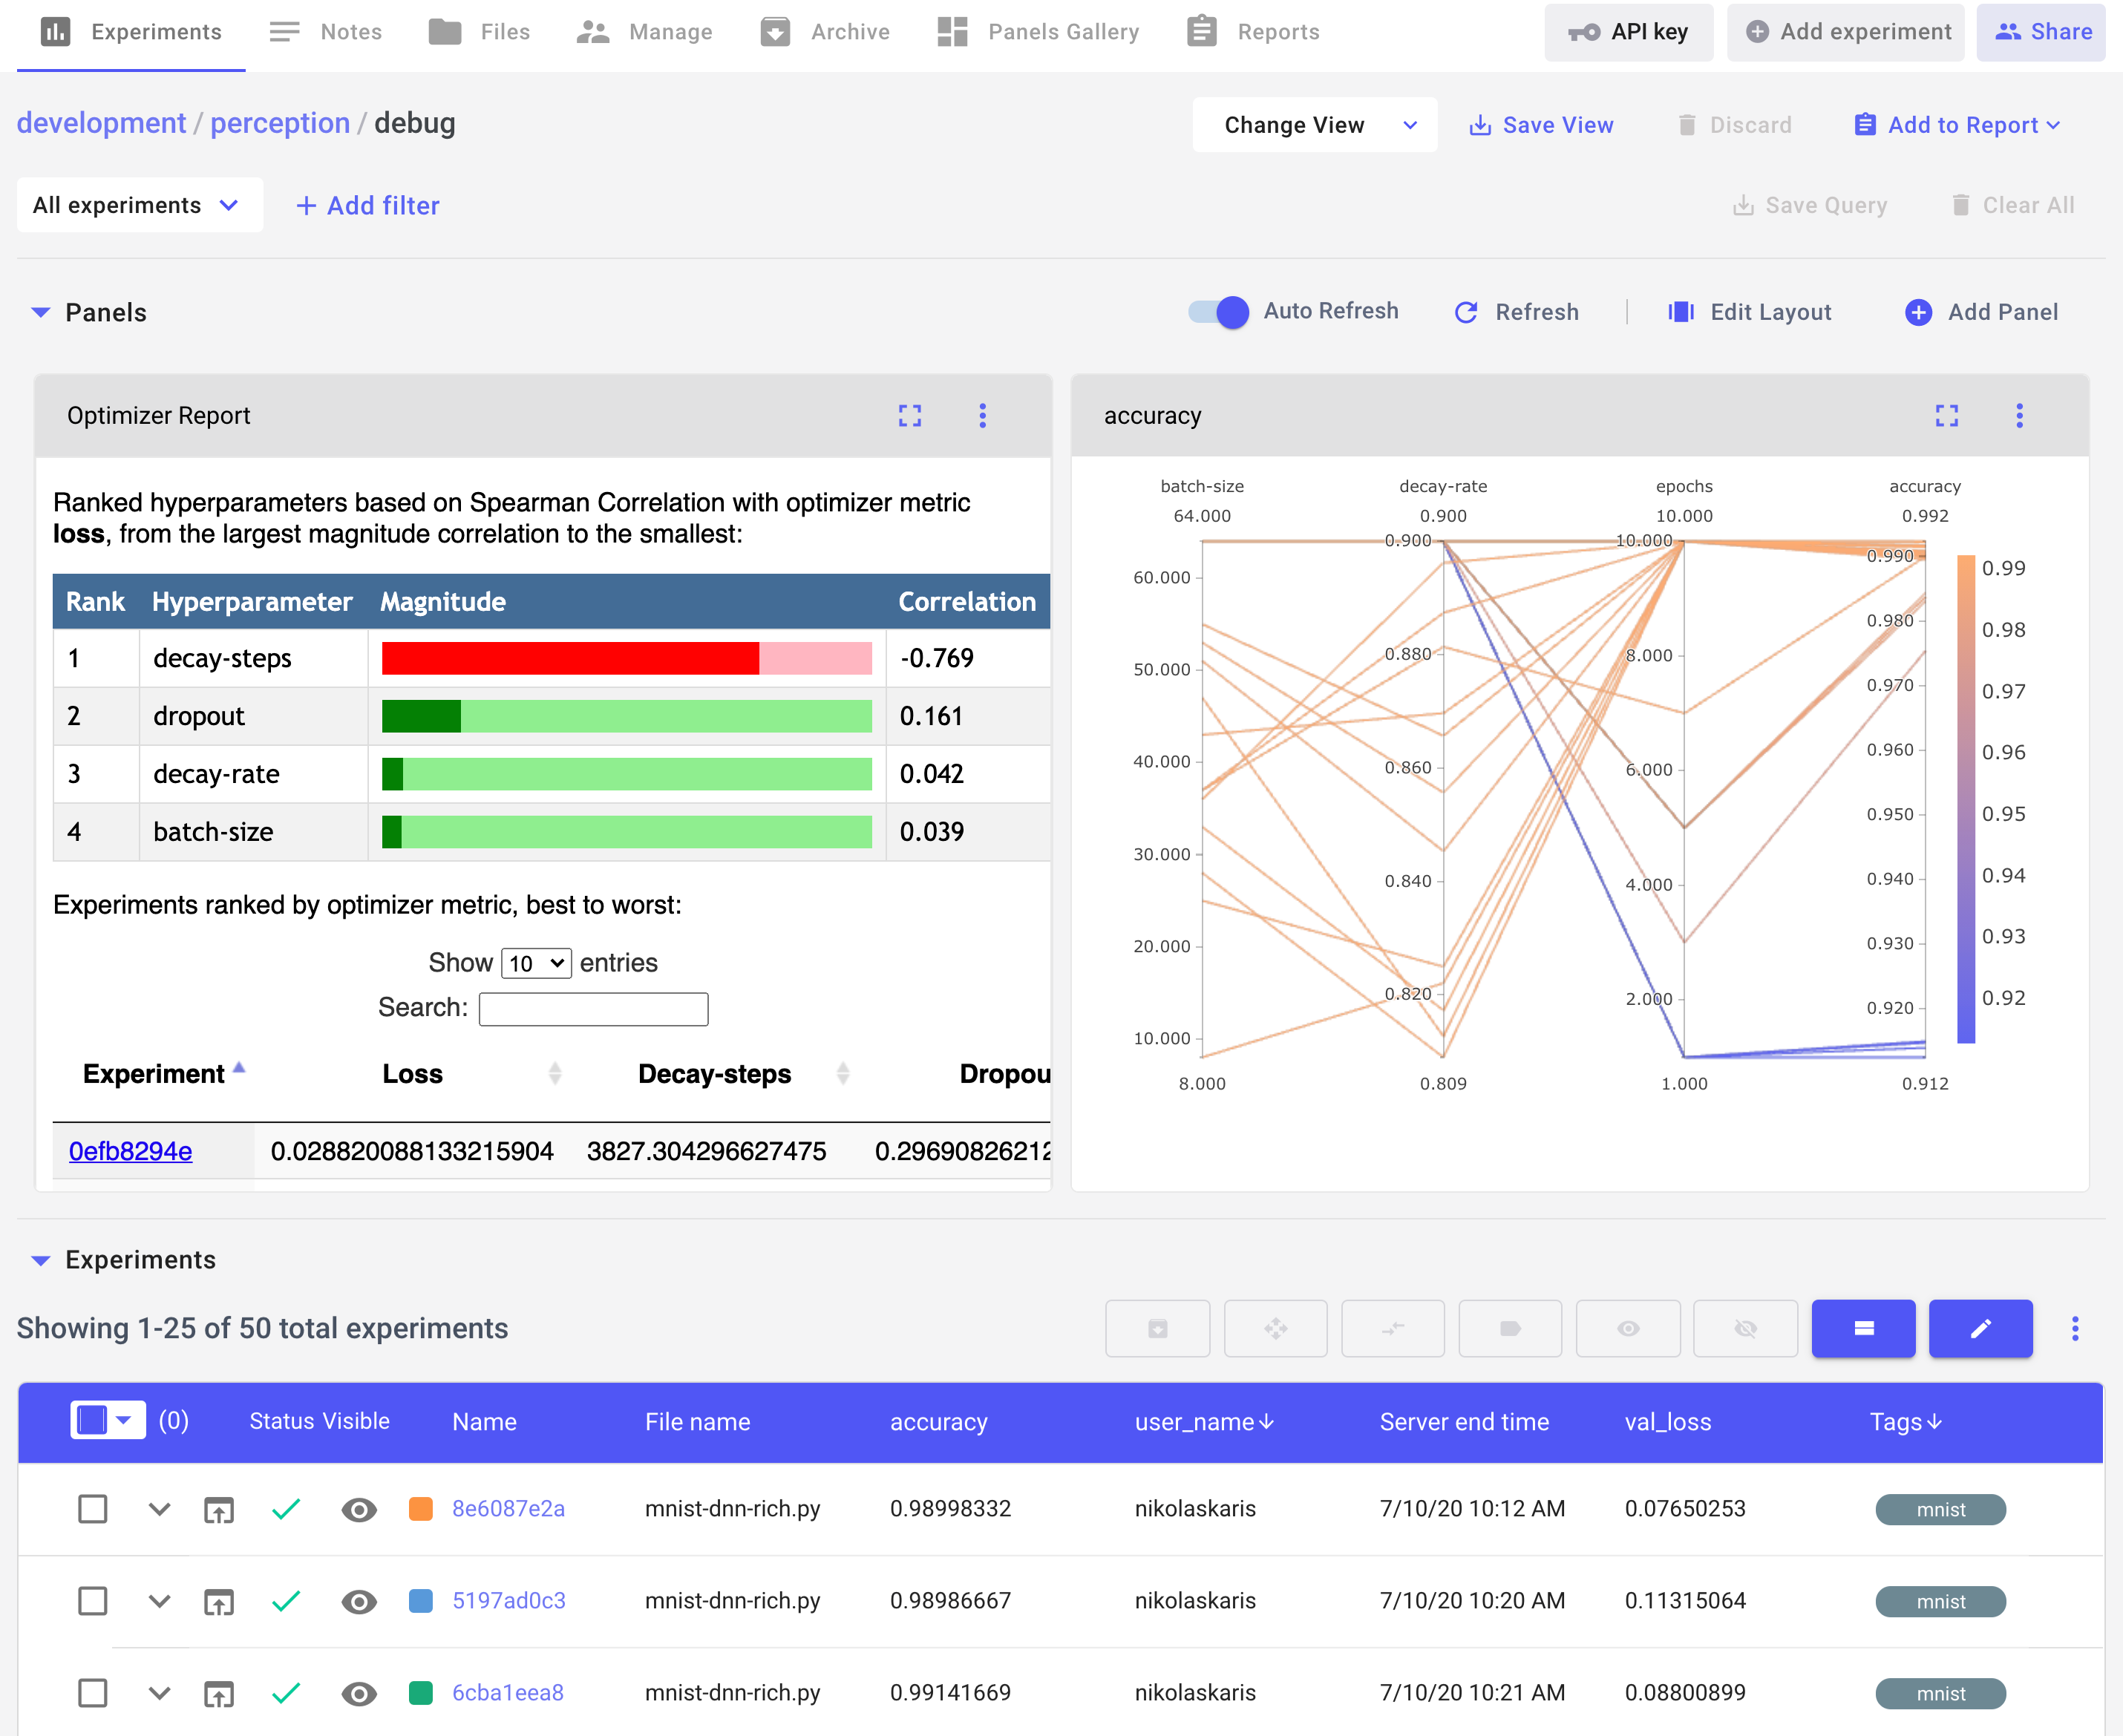 Experiments Notes Files Manage Archive Panels Gallery Reports API key Add experiment Share
development / perception / debug
Change View Save View Discard Add to Report
All experiments + Add filter Save Query Clear All
Panels
Auto Refresh Refresh Edit Layout Add Panel
Optimizer Report
Ranked hyperparameters based on Spearman Correlation with optimizer metric
loss, from the largest magnitude correlation to the smallest:
Rank Hyperparameter Magnitude Correlation
1 decay-steps -0.769
2 dropout 0.161
3 decay-rate 0.042
4 batch-size 0.039
Experiments ranked by optimizer metric, best to worst:
Show 10 entries
Search:
Experiment Loss Decay-steps Dropou
0efb8294e 0.028820088133215904 3827.304296627475 0.29690826212
accuracy
batch-size decay-rate epochs accuracy
64.000 0.900 10.000 0.992
60.000
50.000
40.000
30.000
20.000
10.000
8.000
0.900
0.880
0.860
0.840
0.820
0.809
10.000
8.000
6.000
4.000
2.000
1.000
0.990
0.980
0.970
0.960
0.950
0.940
0.930
0.920
0.912
0.99
0.98
0.97
0.96
0.95
0.94
0.93
0.92
Experiments
Showing 1-25 of 50 total experiments
(0) Status Visible Name File name accuracy user_name Server end time val_loss Tags
8e6087e2a mnist-dnn-rich.py 0.98998332 nikolaskaris 7/10/20 10:12 AM 0.07650253 mnist
5197ad0c3 mnist-dnn-rich.py 0.98986667 nikolaskaris 7/10/20 10:20 AM 0.11315064 mnist
6cba1eea8 mnist-dnn-rich.py 0.99141669 nikolaskaris 7/10/20 10:21 AM 0.08800899 mnist